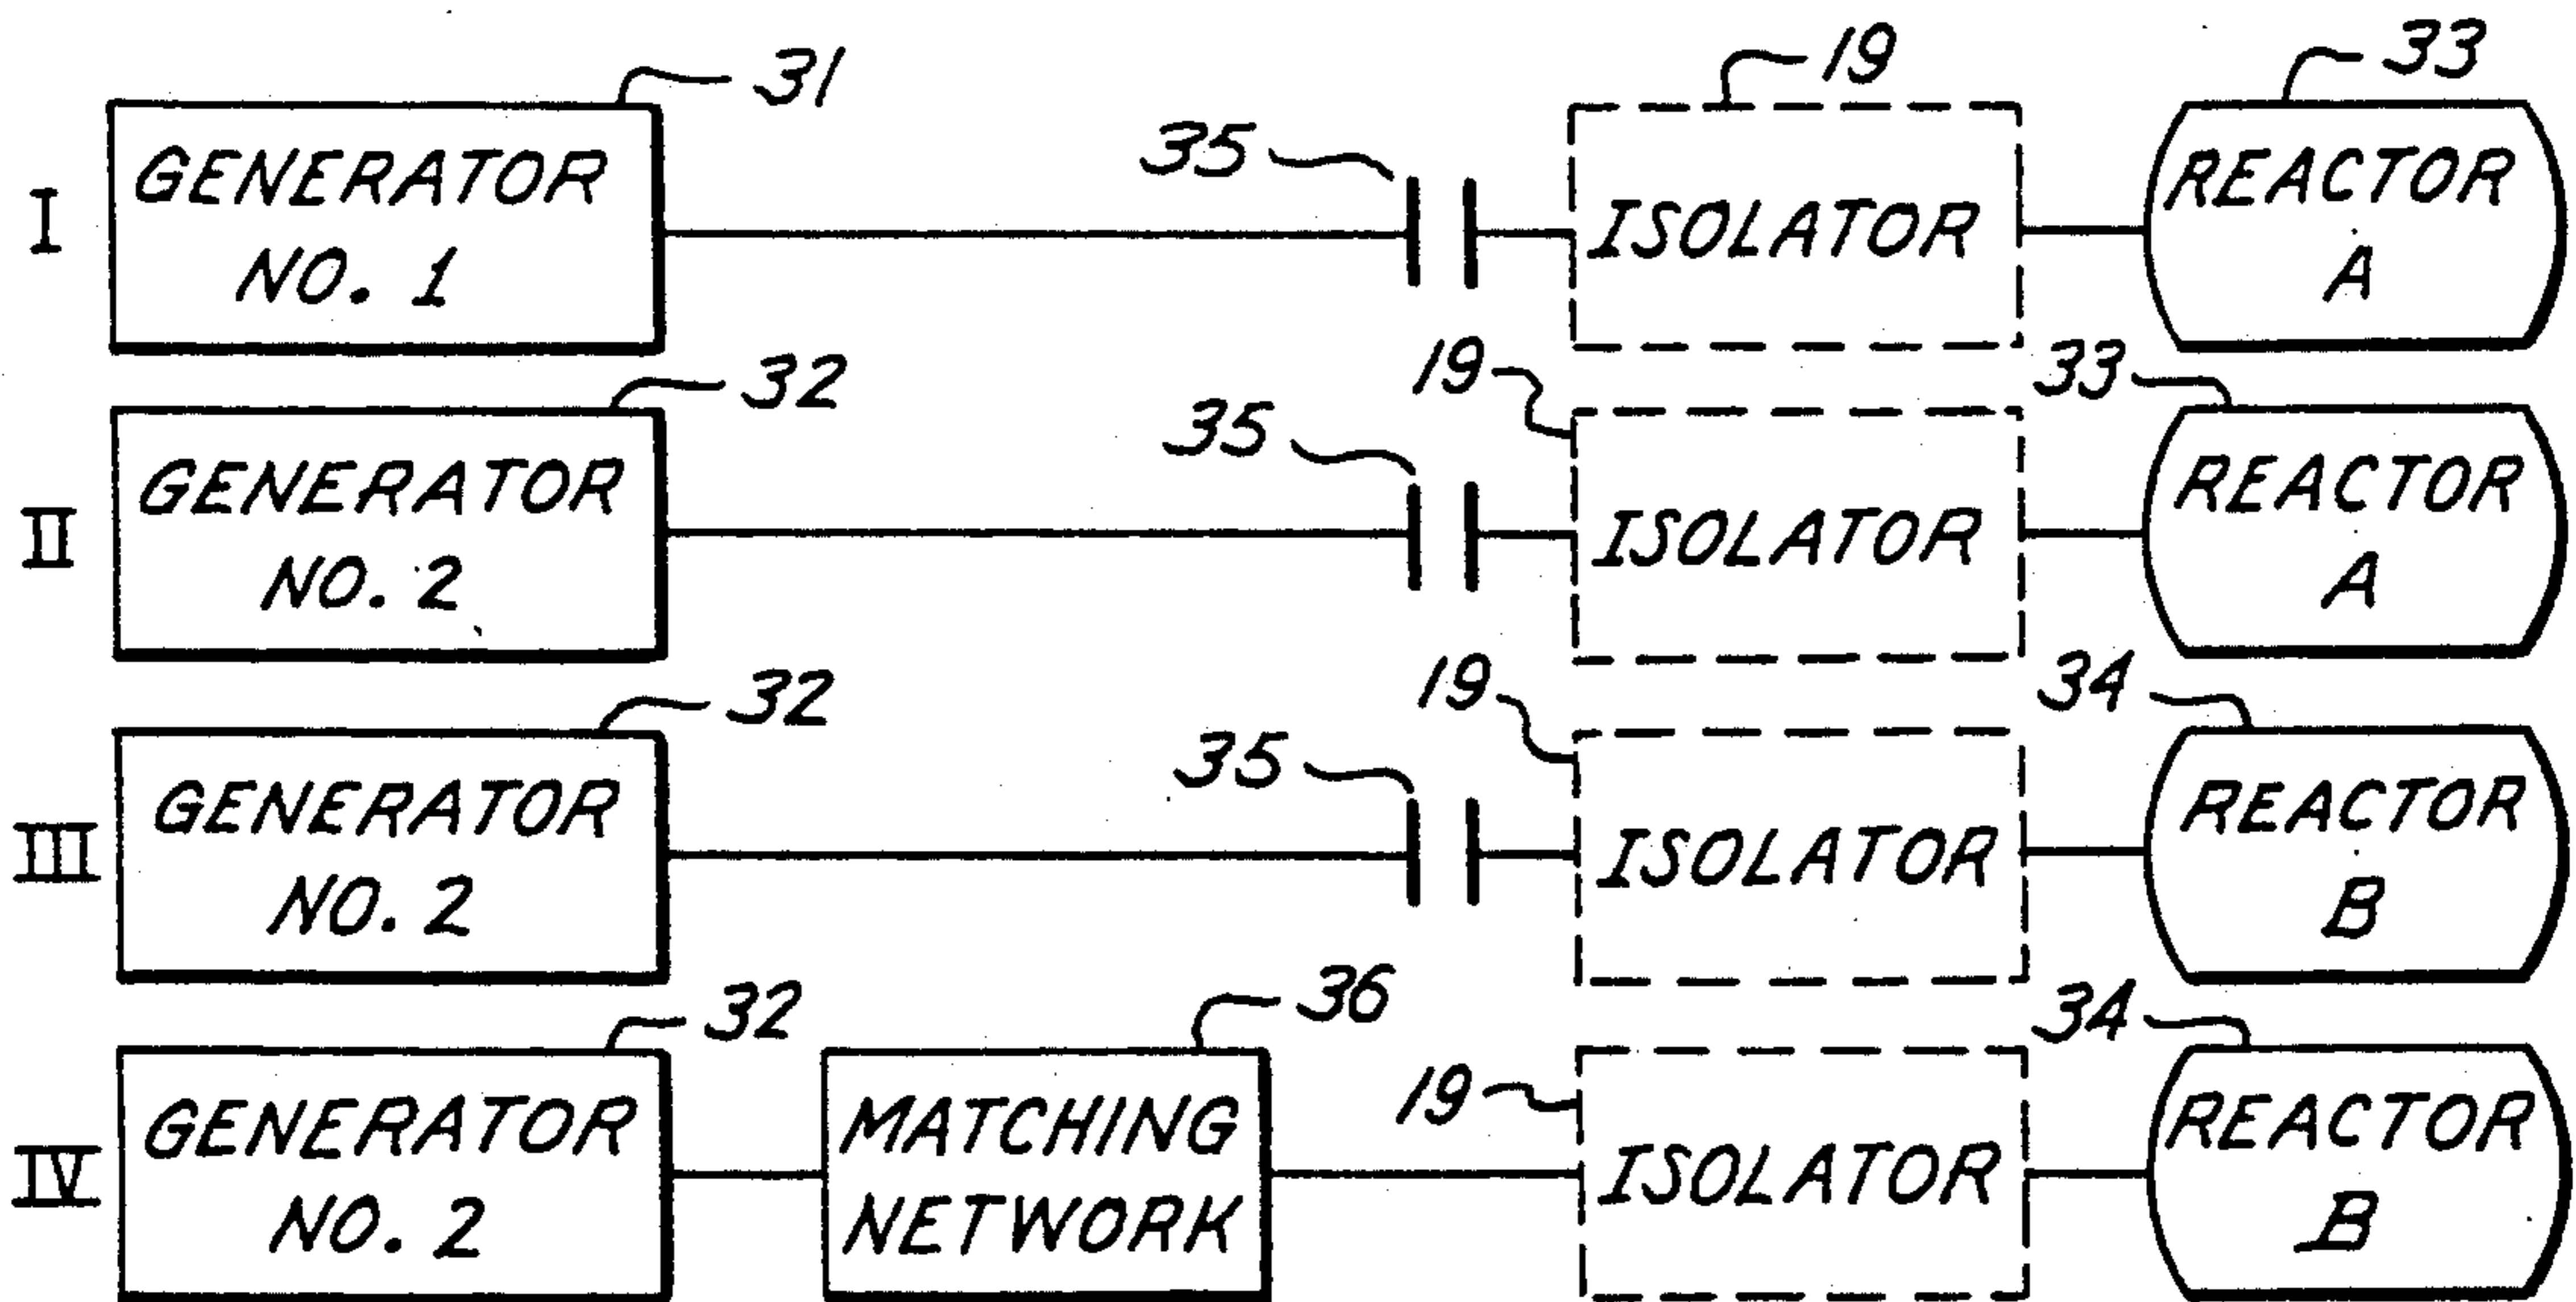 31
19
33
I
GENERATOR
NO. 1
35
ISOLATOR
REACTOR
A
32
19
33
II
GENERATOR
NO. 2
35
ISOLATOR
REACTOR
A
32
19
34
III
GENERATOR
NO. 2
35
ISOLATOR
REACTOR
B
32
36
19
34
IV
GENERATOR
NO. 2
MATCHING
NETWORK
ISOLATOR
REACTOR
B